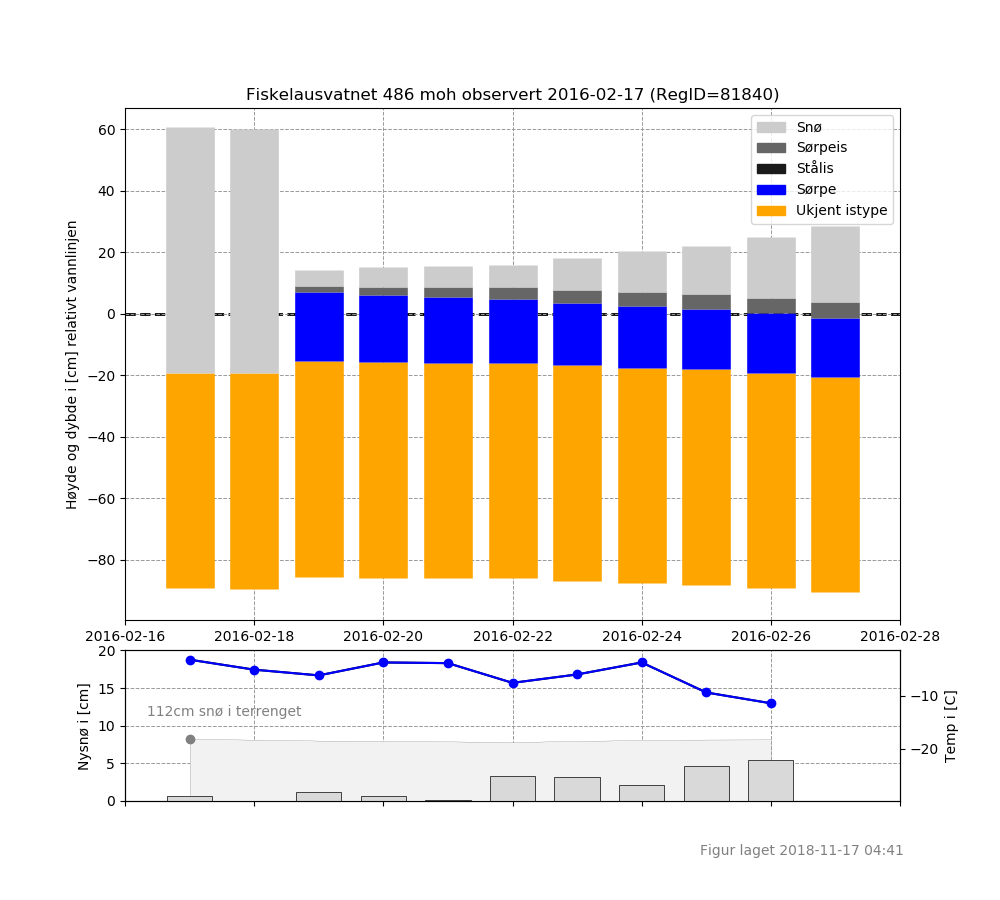 Fiskelausvatnet 486 moh observert 2016-02-17 (RegID=81840)
Høyde og dybde i [cm] relativt vannlinjen
60
40
20
0
−20
−40
−60
−80
Snø
Sørpeis
Stålis
Sørpe
Ukjent istype
2016-02-16 2016-02-18 2016-02-20 2016-02-22 2016-02-24 2016-02-26 2016-02-28
Nysnø i [cm]
20
15
10
5
0
112cm snø i terrenget
−10
−20
Temp i [C]
Figur laget 2018-11-17 04:41